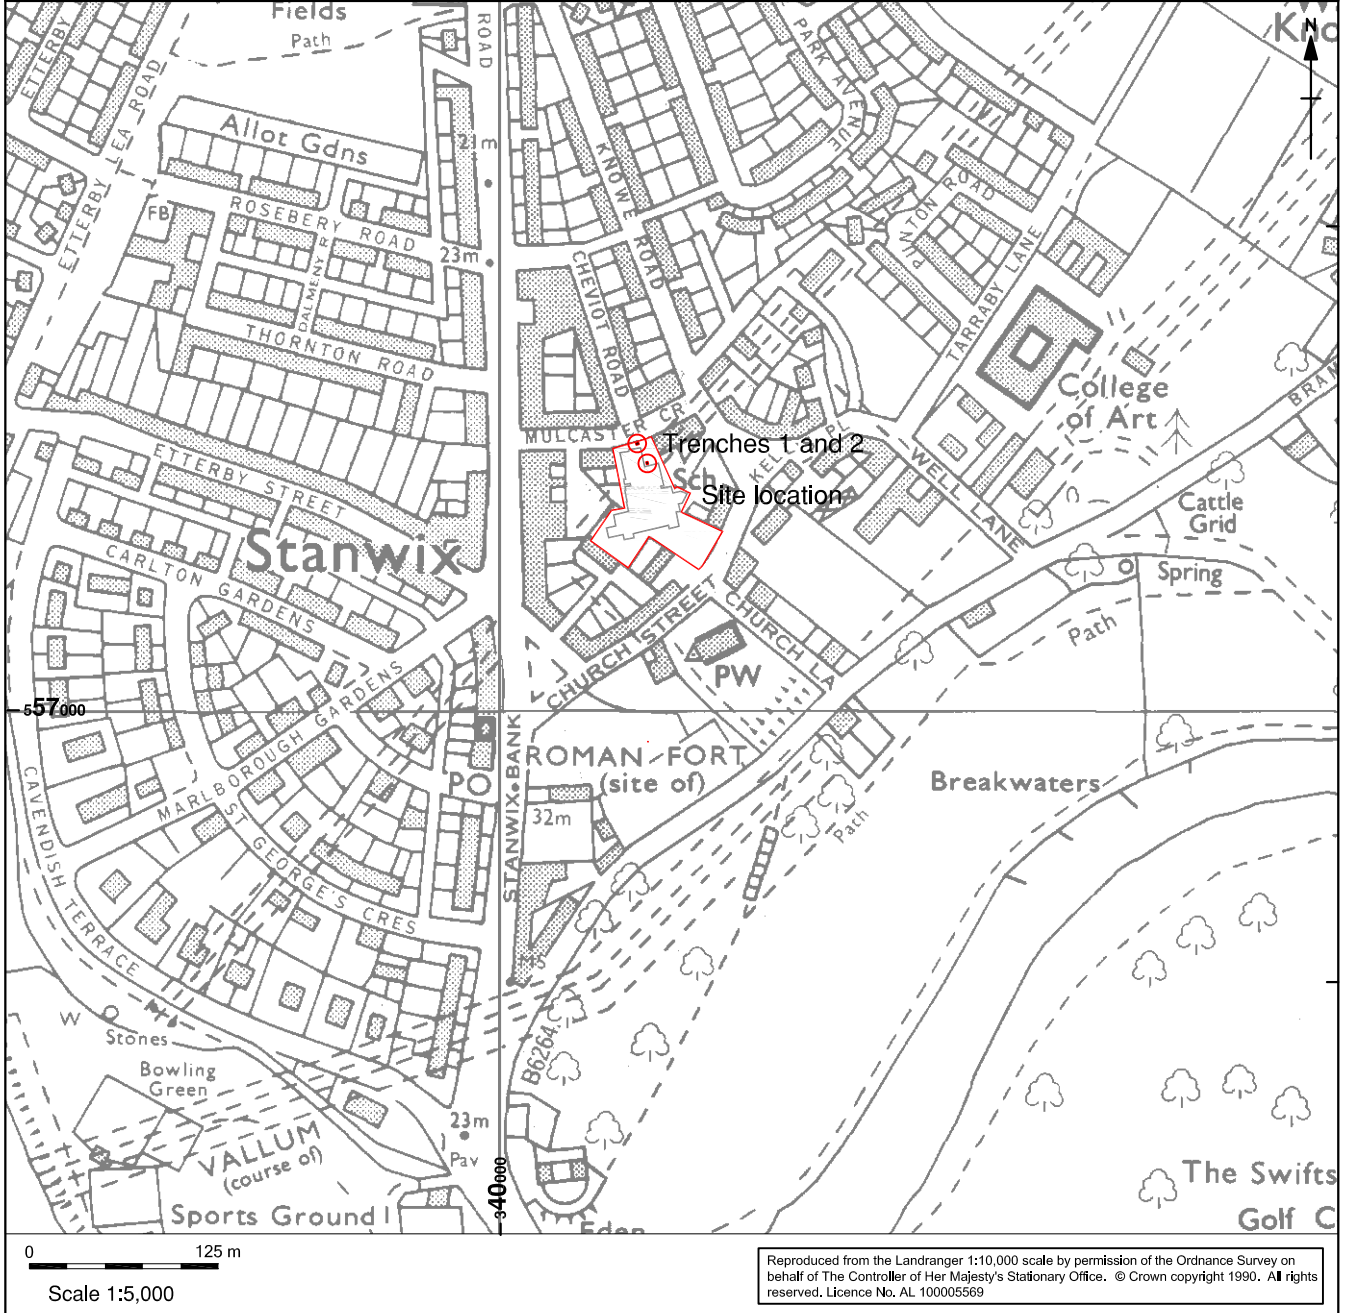 Fields
Path
ETTERBY
ETTERBY LEA ROAD
ROAD
PARK AVENUE
N
Allot Gdns
21m
KNOWE ROAD
FB
ROSEBERY ROAD
DALMENY R
23m
CHEVIOT ROAD
PLINTON ROAD
TARRABY LANE
THORNTON ROAD
College
of Art
BRAM
MULCASTER CR
Trenches 1 and 2
Sch
Site location
KEL
PL
WELL LANE
Cattle
Grid
Spring
ETTERBY STREET
Stanwix
CARLTON GARDENS
CHURCH STREET
CHURCH LA
PW
Path
557000
MARLBOROUGH GARDENS
ROMAN FORT
(site of)
PO
STANWIX BANK
32m
Breakwaters
Path
CAVENDISH TERRACE
ST GEORGE'S CRES
MS
W
Stones
Bowling
Green
B6264
23m
Pav
VALLUM
(course of)
340000
Sports Ground
Eden
The Swifts
Golf C
0 125 m
Scale 1:5,000
Reproduced from the Landranger 1:10,000 scale by permission of the Ordnance Survey on
behalf of The Controller of Her Majesty's Stationary Office. © Crown copyright 1990. All rights
reserved. Licence No. AL 100005569